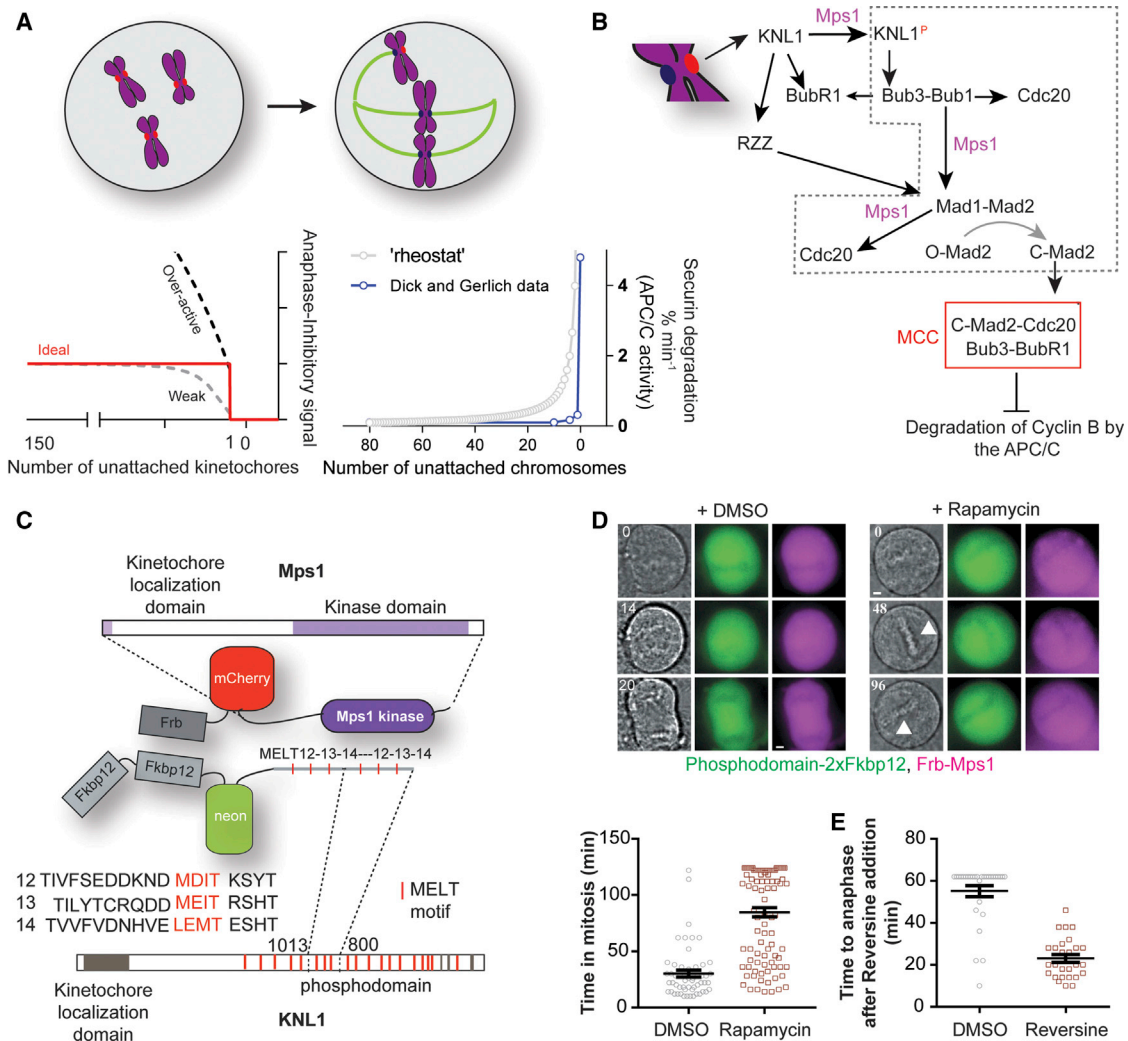 A
Over-active
Ideal
Weak
150
1 0
Number of unattached kinetochores
Anaphase-Inhibitory signal
'rheostat'
Dick and Gerlich data
80
60
40
20
0
Number of unattached chromosomes
4
2
0
Securin degradation
% min-1
(APC/C activity)
B
Mps1
KNL1
KNL1P
BubR1
Bub3-Bub1
Cdc20
RZZ
Mps1
Mps1
Mad1-Mad2
Cdc20
O-Mad2
C-Mad2
MCC
C-Mad2-Cdc20
Bub3-BubR1
Degradation of Cyclin B by
the APC/C
C
Kinetochore
localization
domain
Mps1
Kinase domain
mCherry
Frb
Mps1 kinase
MELT12-13-14---12-13-14
Fkbp12
Fkbp12
neon
12 TIVFSEDDKND MDIT KSYT
13 TILYTCRQDD MEIT RSHT
14 TVVFVDNHVE LEMT ESHT
MELT
motif
1013
800
phosphodomain
Kinetochore
localization
domain
KNL1
D
+ DMSO
+ Rapamycin
0
0
14
48
20
96
Phosphodomain-2xFkbp12, Frb-Mps1
Time in mitosis (min)
150
100
50
0
DMSO
Rapamycin
E
Time to anaphase
after Reversine addition
(min)
80
60
40
20
0
DMSO
Reversine